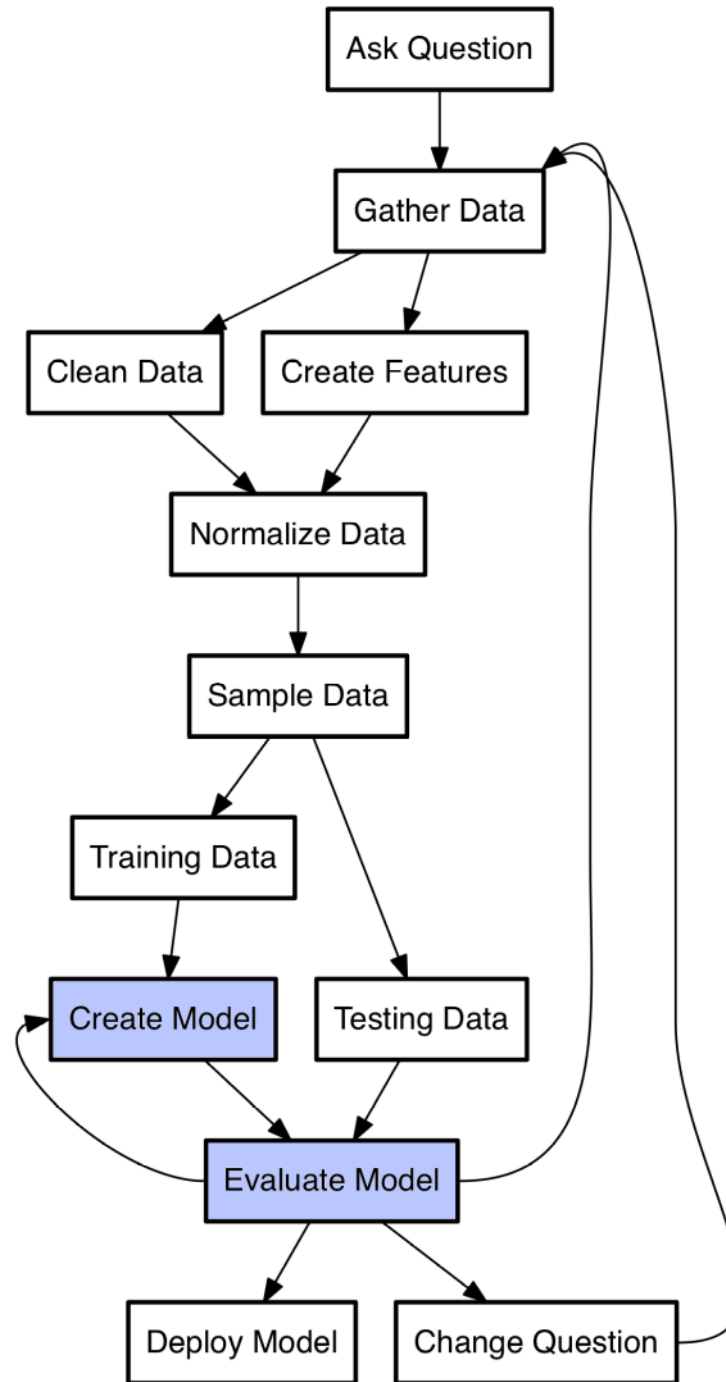 Ask Question
Gather Data
Clean Data
Create Features
Normalize Data
Sample Data
Training Data
Create Model
Testing Data
Evaluate Model
Deploy Model
Change Question